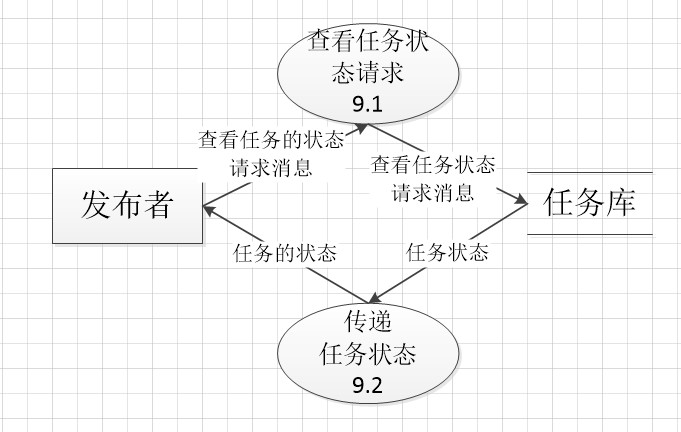 查看任务状
态请求
9.1
查看任务的状态
请求消息
查看任务状态
请求消息
发布者
任务库
任务的状态
任务状态
传递
任务状态
9.2